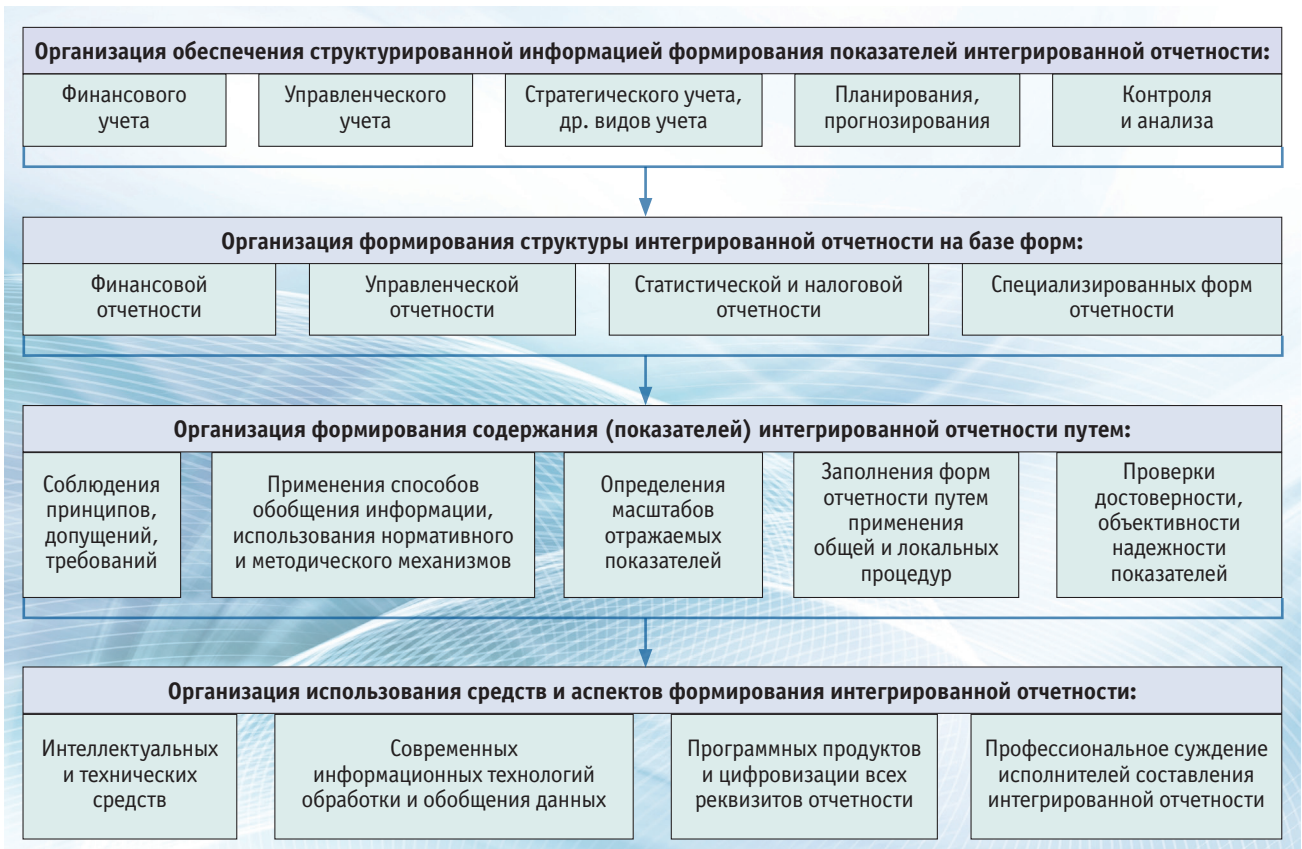 Организация обеспечения структурированной информацией формирования показателей интегрированной отчетности:
Финансового
учета
Управленческого
учета
Стратегического учета,
др. видов учета
Планирования,
прогнозирования
Контроля
и анализа
Организация формирования структуры интегрированной отчетности на базе форм:
Финансовой
отчетности
Управленческой
отчетности
Статистической и налоговой
отчетности
Специализированных форм
отчетности
Организация формирования содержания (показателей) интегрированной отчетности путем:
Соблюдения
принципов,
допущений,
требований
Применения способов
обобщения информации,
использования нормативного
и методического механизмов
Определения
масштабов
отражаемых
показателей
Заполнения форм
отчетности путем
применения
общей и локальных
процедур
Проверки
достоверности,
объективности
надежности
показателей
Организация использования средств и аспектов формирования интегрированной отчетности:
Интеллектуальных
и технических
средств
Современных
информационных технологий
обработки и обобщения данных
Программных продуктов
и цифровизации всех
реквизитов отчетности
Профессиональное суждение
исполнителей составления
интегрированной отчетности